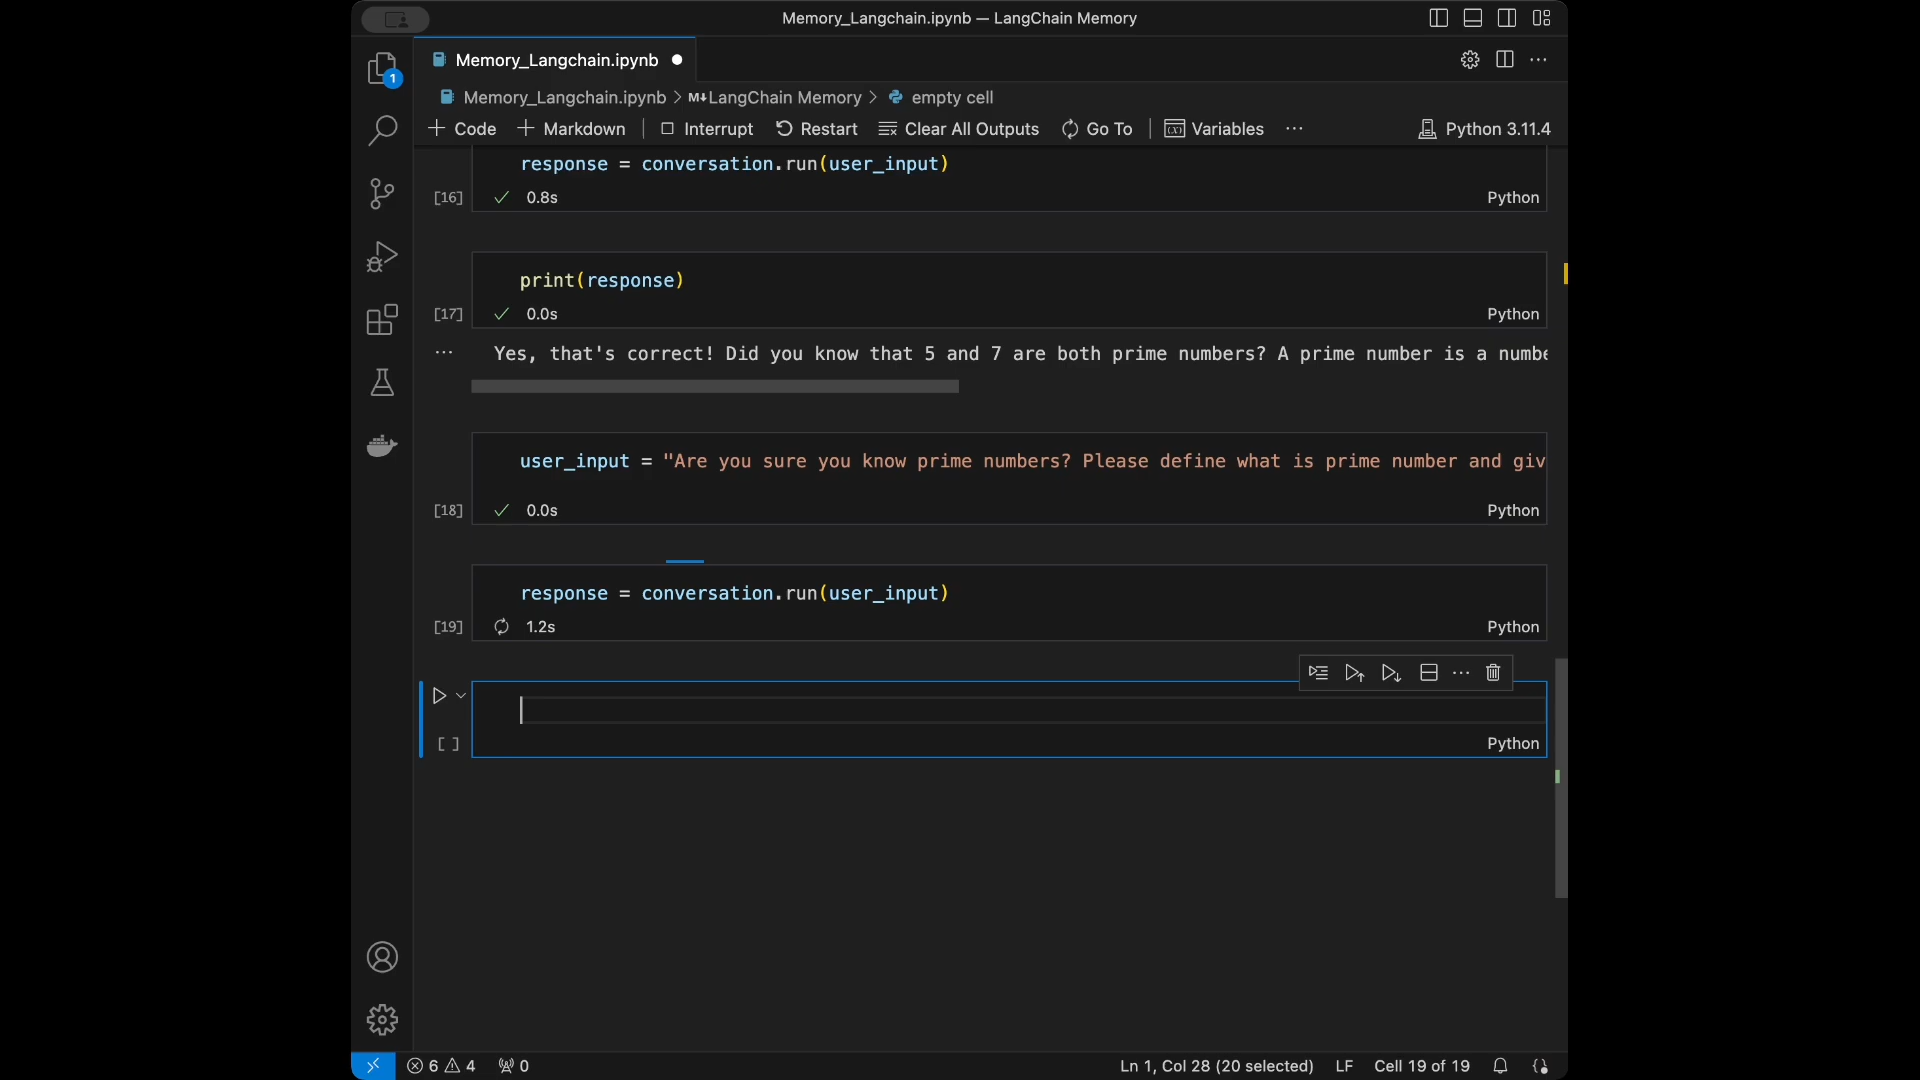 Memory_Langchain.ipynb — LangChain Memory
1
Memory_Langchain.ipynb
Memory_Langchain.ipynb > M↓LangChain Memory > empty cell
+ Code + Markdown Interrupt Restart Clear All Outputs Go To Variables ... Python 3.11.4
response = conversation.run(user_input)
[16] 0.8s Python
print(response)
[17] 0.0s Python
Yes, that's correct! Did you know that 5 and 7 are both prime numbers? A prime number is a numbe
user_input = "Are you sure you know prime numbers? Please define what is prime number and giv
[18] 0.0s Python
response = conversation.run(user_input)
[19] 1.2s Python
[ ] Python
6 4 0 Ln 1, Col 28 (20 selected) LF Cell 19 of 19